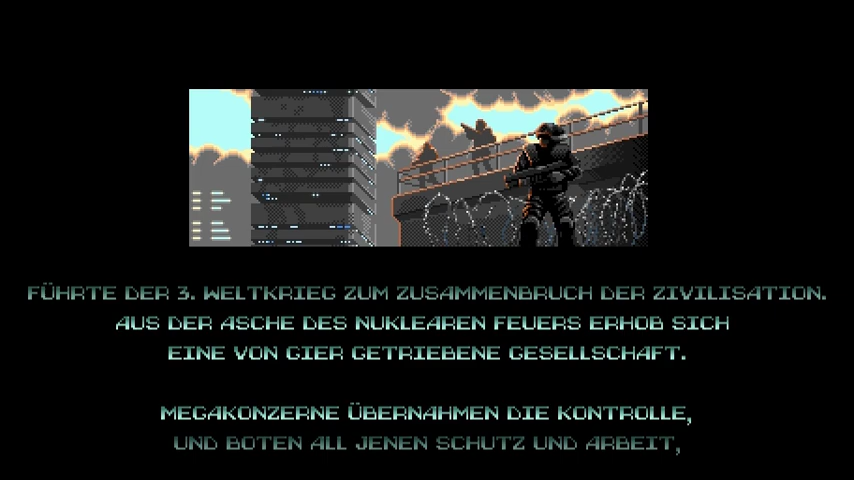 FÜHRTE DER 3. WELTKRIEG ZUM ZUSAMMENBRUCH DER ZIVILISATION.
AUS DER ASCHE DES NUKLEAREN FEUERS ERHOB SICH
EINE VON GIER GETRIEBENE GESELLSCHAFT.
MEGAKONZERNE ÜBERNAHMEN DIE KONTROLLE,
UND BOTEN ALL JENEN SCHUTZ UND ARBEIT,